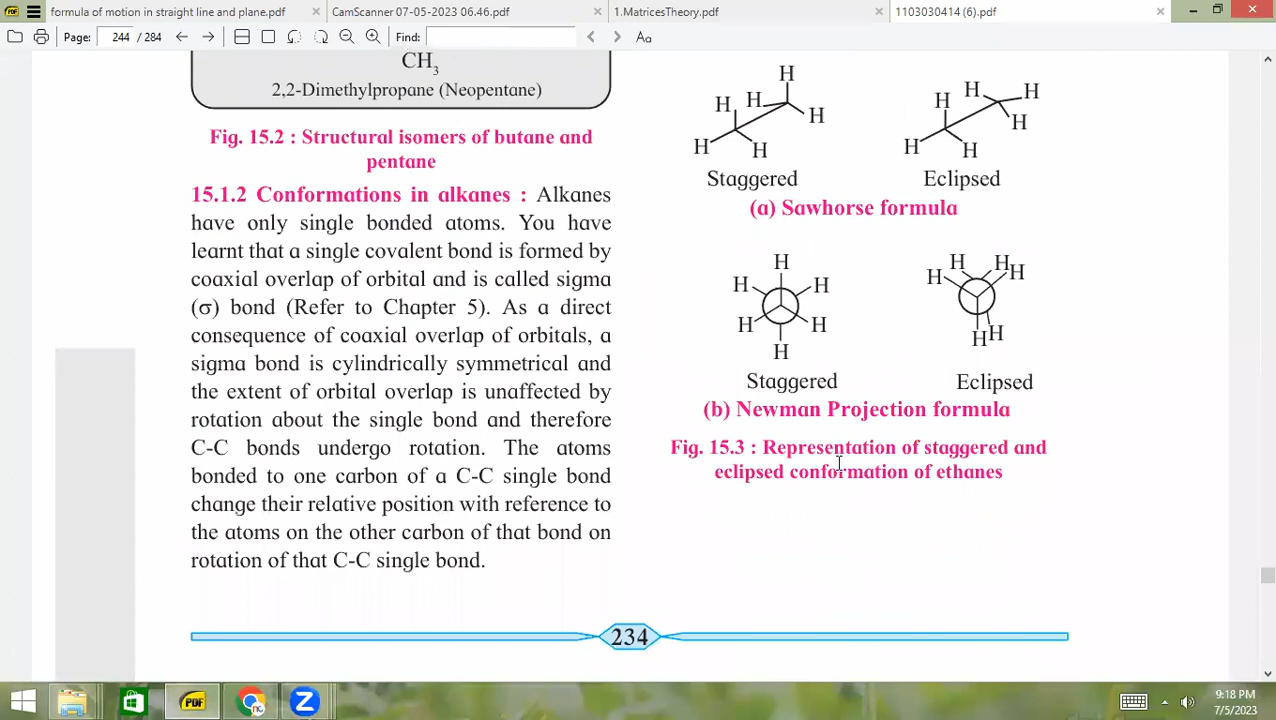 formula of motion in straight line and plane.pdf
CamScanner 07-05-2023 06.46.pdf
1.MatricesTheory.pdf
1103030414 (6).pdf
Page: 244 / 284
Find:
Aa
CH3
2,2-Dimethylpropane (Neopentane)
Fig. 15.2 : Structural isomers of butane and
pentane
15.1.2 Conformations in alkanes : Alkanes
have only single bonded atoms. You have
learnt that a single covalent bond is formed by
coaxial overlap of orbital and is called sigma
(σ) bond (Refer to Chapter 5). As a direct
consequence of coaxial overlap of orbitals, a
sigma bond is cylindrically symmetrical and
the extent of orbital overlap is unaffected by
rotation about the single bond and therefore
C-C bonds undergo rotation. The atoms
bonded to one carbon of a C-C single bond
change their relative position with reference to
the atoms on the other carbon of that bond on
rotation of that C-C single bond.
H
H H
H
H H
H H H
H
H H
Staggered Eclipsed
(a) Sawhorse formula
H
H H
H H
H
H H
H H
H H
Staggered Eclipsed
(b) Newman Projection formula
Fig. 15.3 : Representation of staggered and
eclipsed conformation of ethanes
234
PDF
nc
Z
9:18 PM
7/5/2023